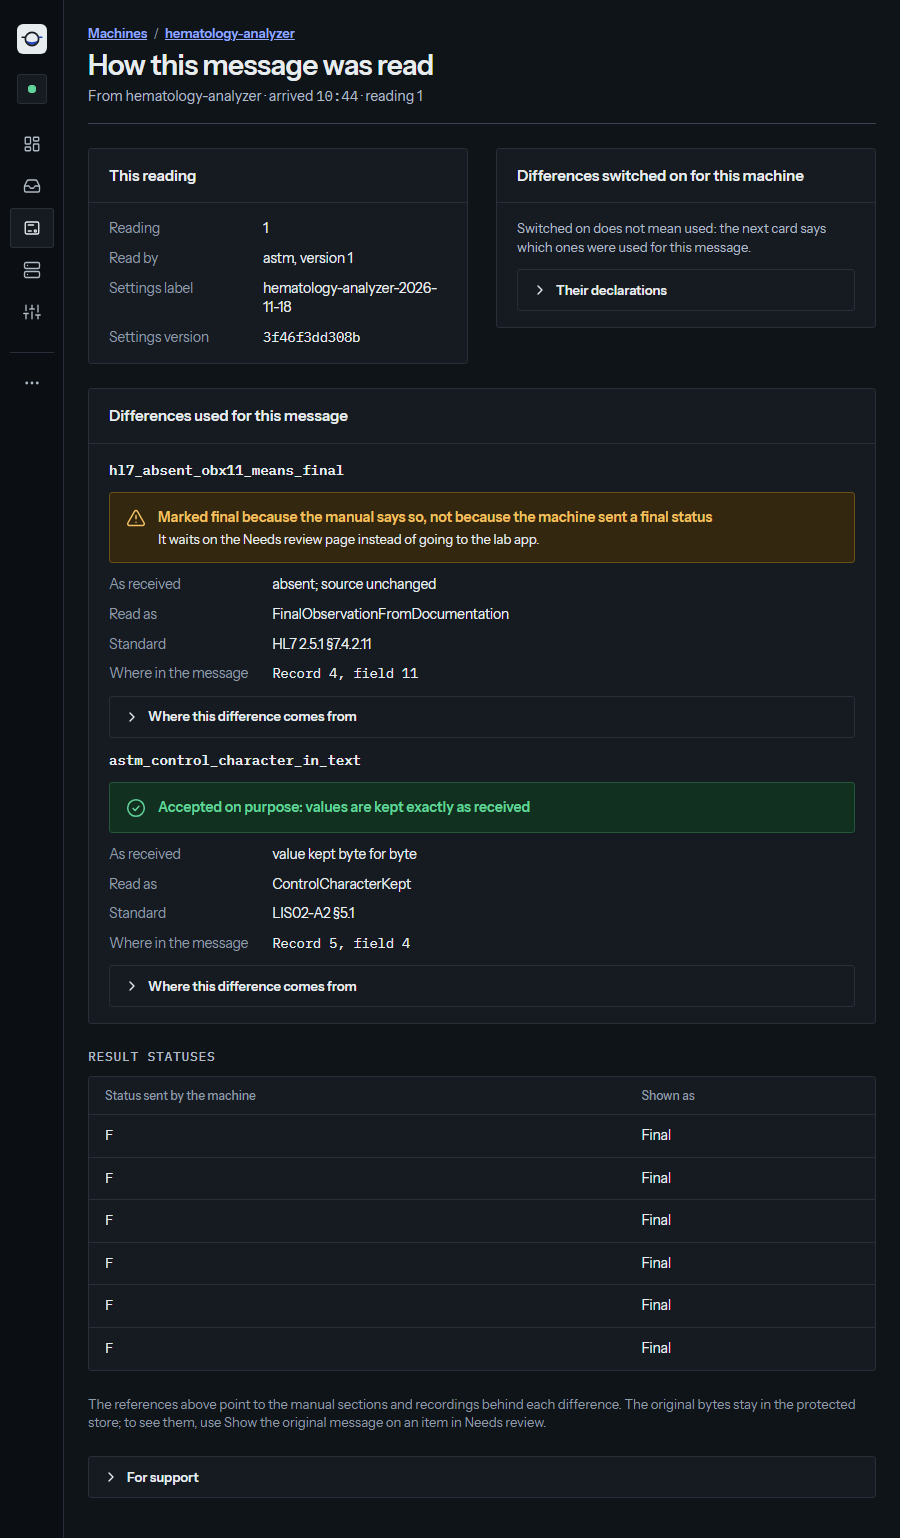 Machines / hematology-analyzer
How this message was read
From hematology-analyzer · arrived 10:44 · reading 1
This reading
Reading 1
Read by astm, version 1
Settings label hematology-analyzer-2026-
11-18
Settings version 3f46f3dd308b
Differences switched on for this machine
Switched on does not mean used: the next card says
which ones were used for this message.
Their declarations
Differences used for this message
hl7_absent_obx11_means_final
Marked final because the manual says so, not because the machine sent a final status
It waits on the Needs review page instead of going to the lab app.
As received absent; source unchanged
Read as FinalObservationFromDocumentation
Standard HL7 2.5.1 §7.4.2.11
Where in the message Record 4, field 11
Where this difference comes from
astm_control_character_in_text
Accepted on purpose: values are kept exactly as received
As received value kept byte for byte
Read as ControlCharacterKept
Standard LIS02-A2 §5.1
Where in the message Record 5, field 4
Where this difference comes from
RESULT STATUSES
Status sent by the machine Shown as
F Final
F Final
F Final
F Final
F Final
F Final
The references above point to the manual sections and recordings behind each difference. The original bytes stay in the protected
store; to see them, use Show the original message on an item in Needs review.
For support